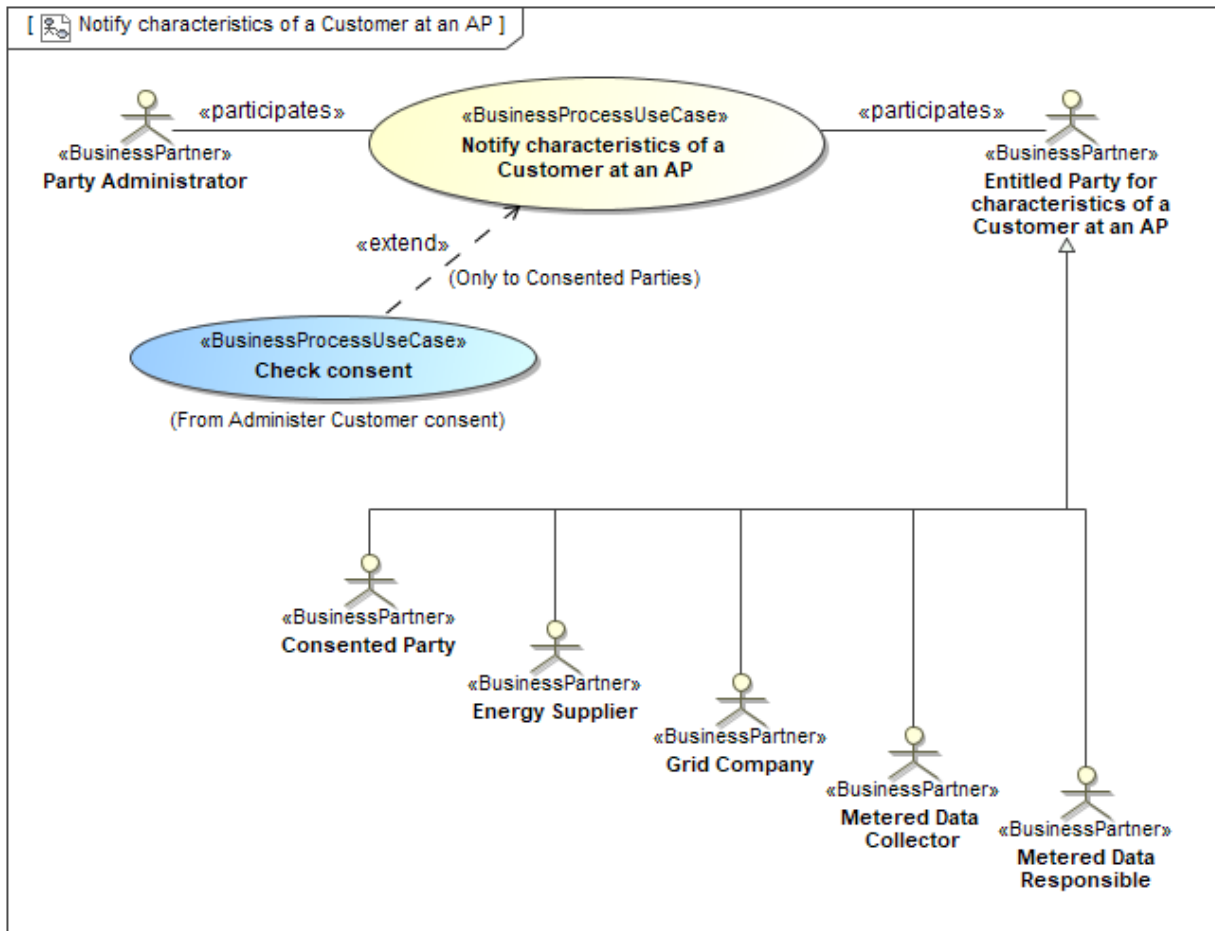 [ Notify characteristics of a Customer at an AP ]
«participates»
«BusinessPartner»
Party Administrator
«BusinessProcessUseCase»
Notify characteristics of a
Customer at an AP
«participates»
«BusinessPartner»
Entitled Party for
characteristics of a
Customer at an AP
«extend»
(Only to Consented Parties)
«BusinessProcessUseCase»
Check consent
(From Administer Customer consent)
«BusinessPartner»
Consented Party
«BusinessPartner»
Energy Supplier
«BusinessPartner»
Grid Company
«BusinessPartner»
Metered Data
Collector
«BusinessPartner»
Metered Data
Responsible